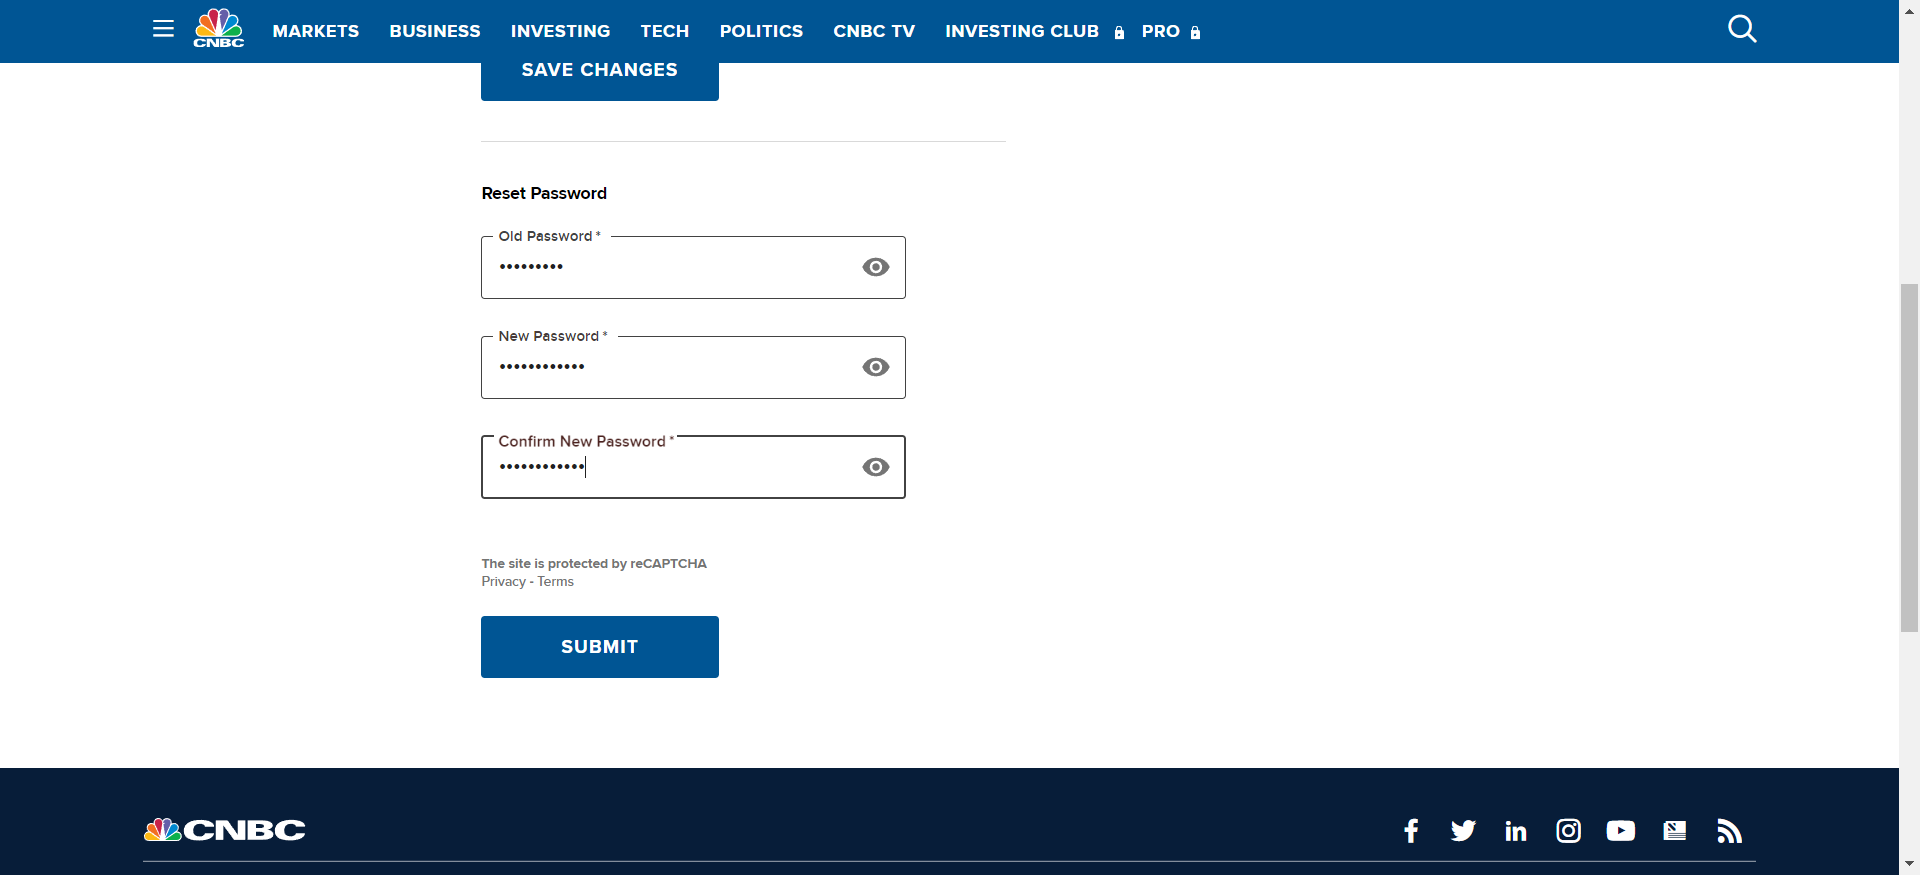 CNBC
MARKETS BUSINESS INVESTING TECH POLITICS CNBC TV INVESTING CLUB PRO
SAVE CHANGES
Reset Password
Old Password *
•••••••••
New Password *
••••••••••••
Confirm New Password *
••••••••••••
The site is protected by reCAPTCHA
Privacy - Terms
SUBMIT
CNBC